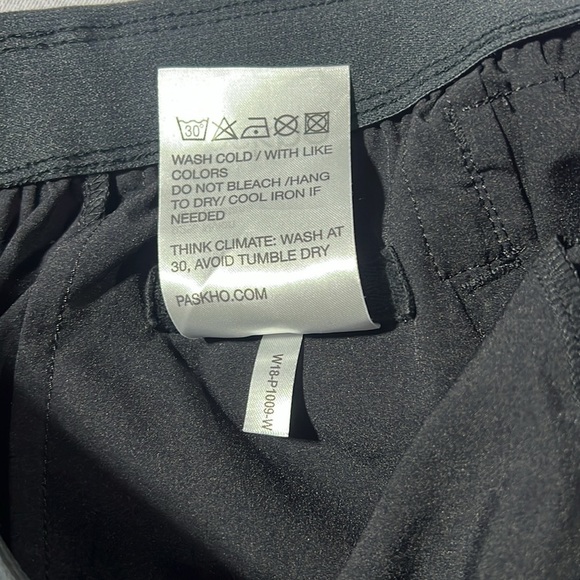 30°
WASH COLD / WITH LIKE
COLORS
DO NOT BLEACH /HANG
TO DRY/ COOL IRON IF
NEEDED
THINK CLIMATE: WASH AT
30, AVOID TUMBLE DRY
PASKHO.COM
W18-P1009-W